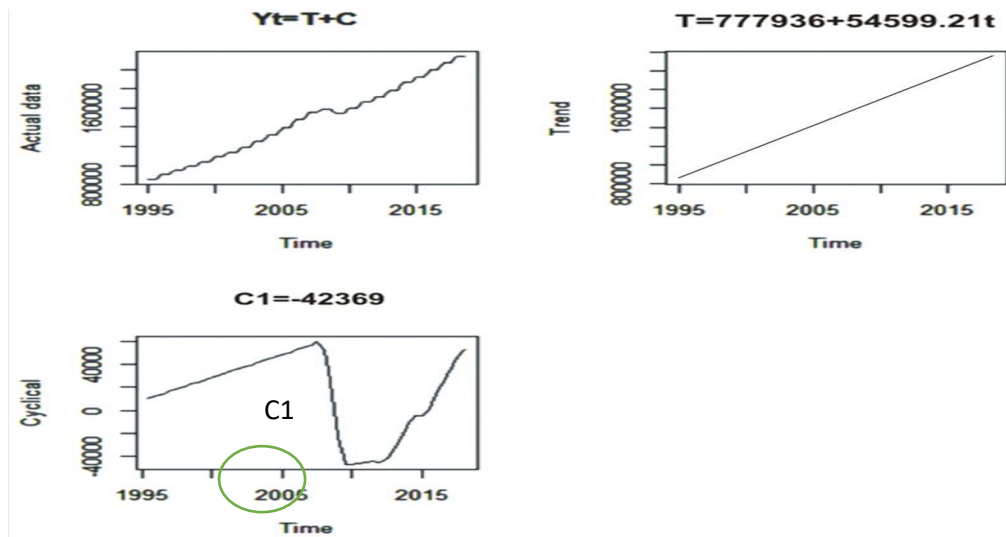 Yt=T+C
Actual data
800000 1600000
1995 2005 2015
Time
T=777936+54599.21t
Trend
800000 1600000
1995 2005 2015
Time
C1=-42369
Cyclical
-40000 0 40000
C1
1995 2005 2015
Time